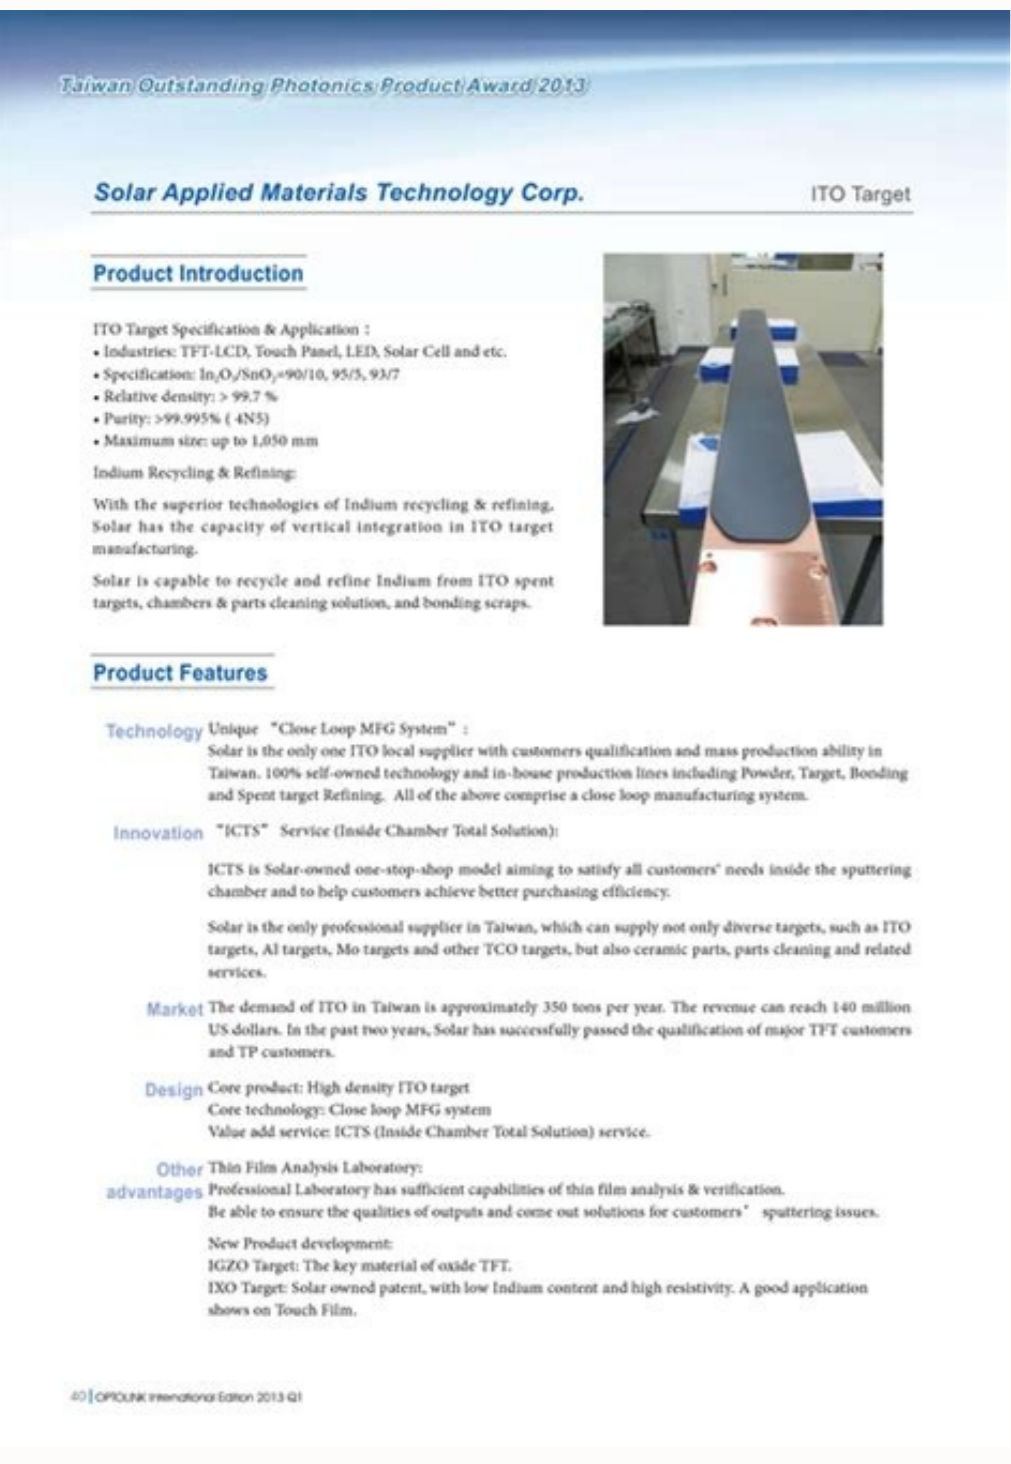 Taiwan Outstanding Photonics Product Award 2013
Solar Applied Materials Technology Corp.
ITO Target
Product Introduction
ITO Target Specification & Application :
• Industries: TFT-LCD, Touch Panel, LED, Solar Cell and etc.
• Specification: In₂O₃/SnO₂=90/10, 95/5, 93/7
• Relative density: > 99.7 %
• Purity: >99.995% ( 4N5)
• Maximum size: up to 1,050 mm
Indium Recycling & Refining:
With the superior technologies of Indium recycling & refining,
Solar has the capacity of vertical integration in ITO target
manufacturing.
Solar is capable to recycle and refine Indium from ITO spent
targets, chambers & parts cleaning solution, and bonding scraps.
Product Features
Technology Unique “Close Loop MFG System” :
Solar is the only one ITO local supplier with customers qualification and mass production ability in
Taiwan. 100% self-owned technology and in-house production lines including Powder, Target, Bonding
and Spent target Refining. All of the above comprise a close loop manufacturing system.
Innovation “ICTS” Service (Inside Chamber Total Solution):
ICTS is Solar-owned one-stop-shop model aiming to satisfy all customers' needs inside the sputtering
chamber and to help customers achieve better purchasing efficiency.
Solar is the only professional supplier in Taiwan, which can supply not only diverse targets, such as ITO
targets, Al targets, Mo targets and other TCO targets, but also ceramic parts, parts cleaning and related
services.
Market The demand of ITO in Taiwan is approximately 350 tons per year. The revenue can reach 140 million
US dollars. In the past two years, Solar has successfully passed the qualification of major TFT customers
and TP customers.
Design Core product: High density ITO target
Core technology: Close loop MFG system
Value add service: ICTS (Inside Chamber Total Solution) service.
Other Thin Film Analysis Laboratory:
advantages Professional Laboratory has sufficient capabilities of thin film analysis & verification.
Be able to ensure the qualities of outputs and come out solutions for customers’ sputtering issues.
New Product development:
IGZO Target: The key material of oxide TFT.
IXO Target: Solar owned patent, with low Indium content and high resistivity. A good application
shows on Touch Film.
40 | OPTOLINK International Edition 2013 Q1